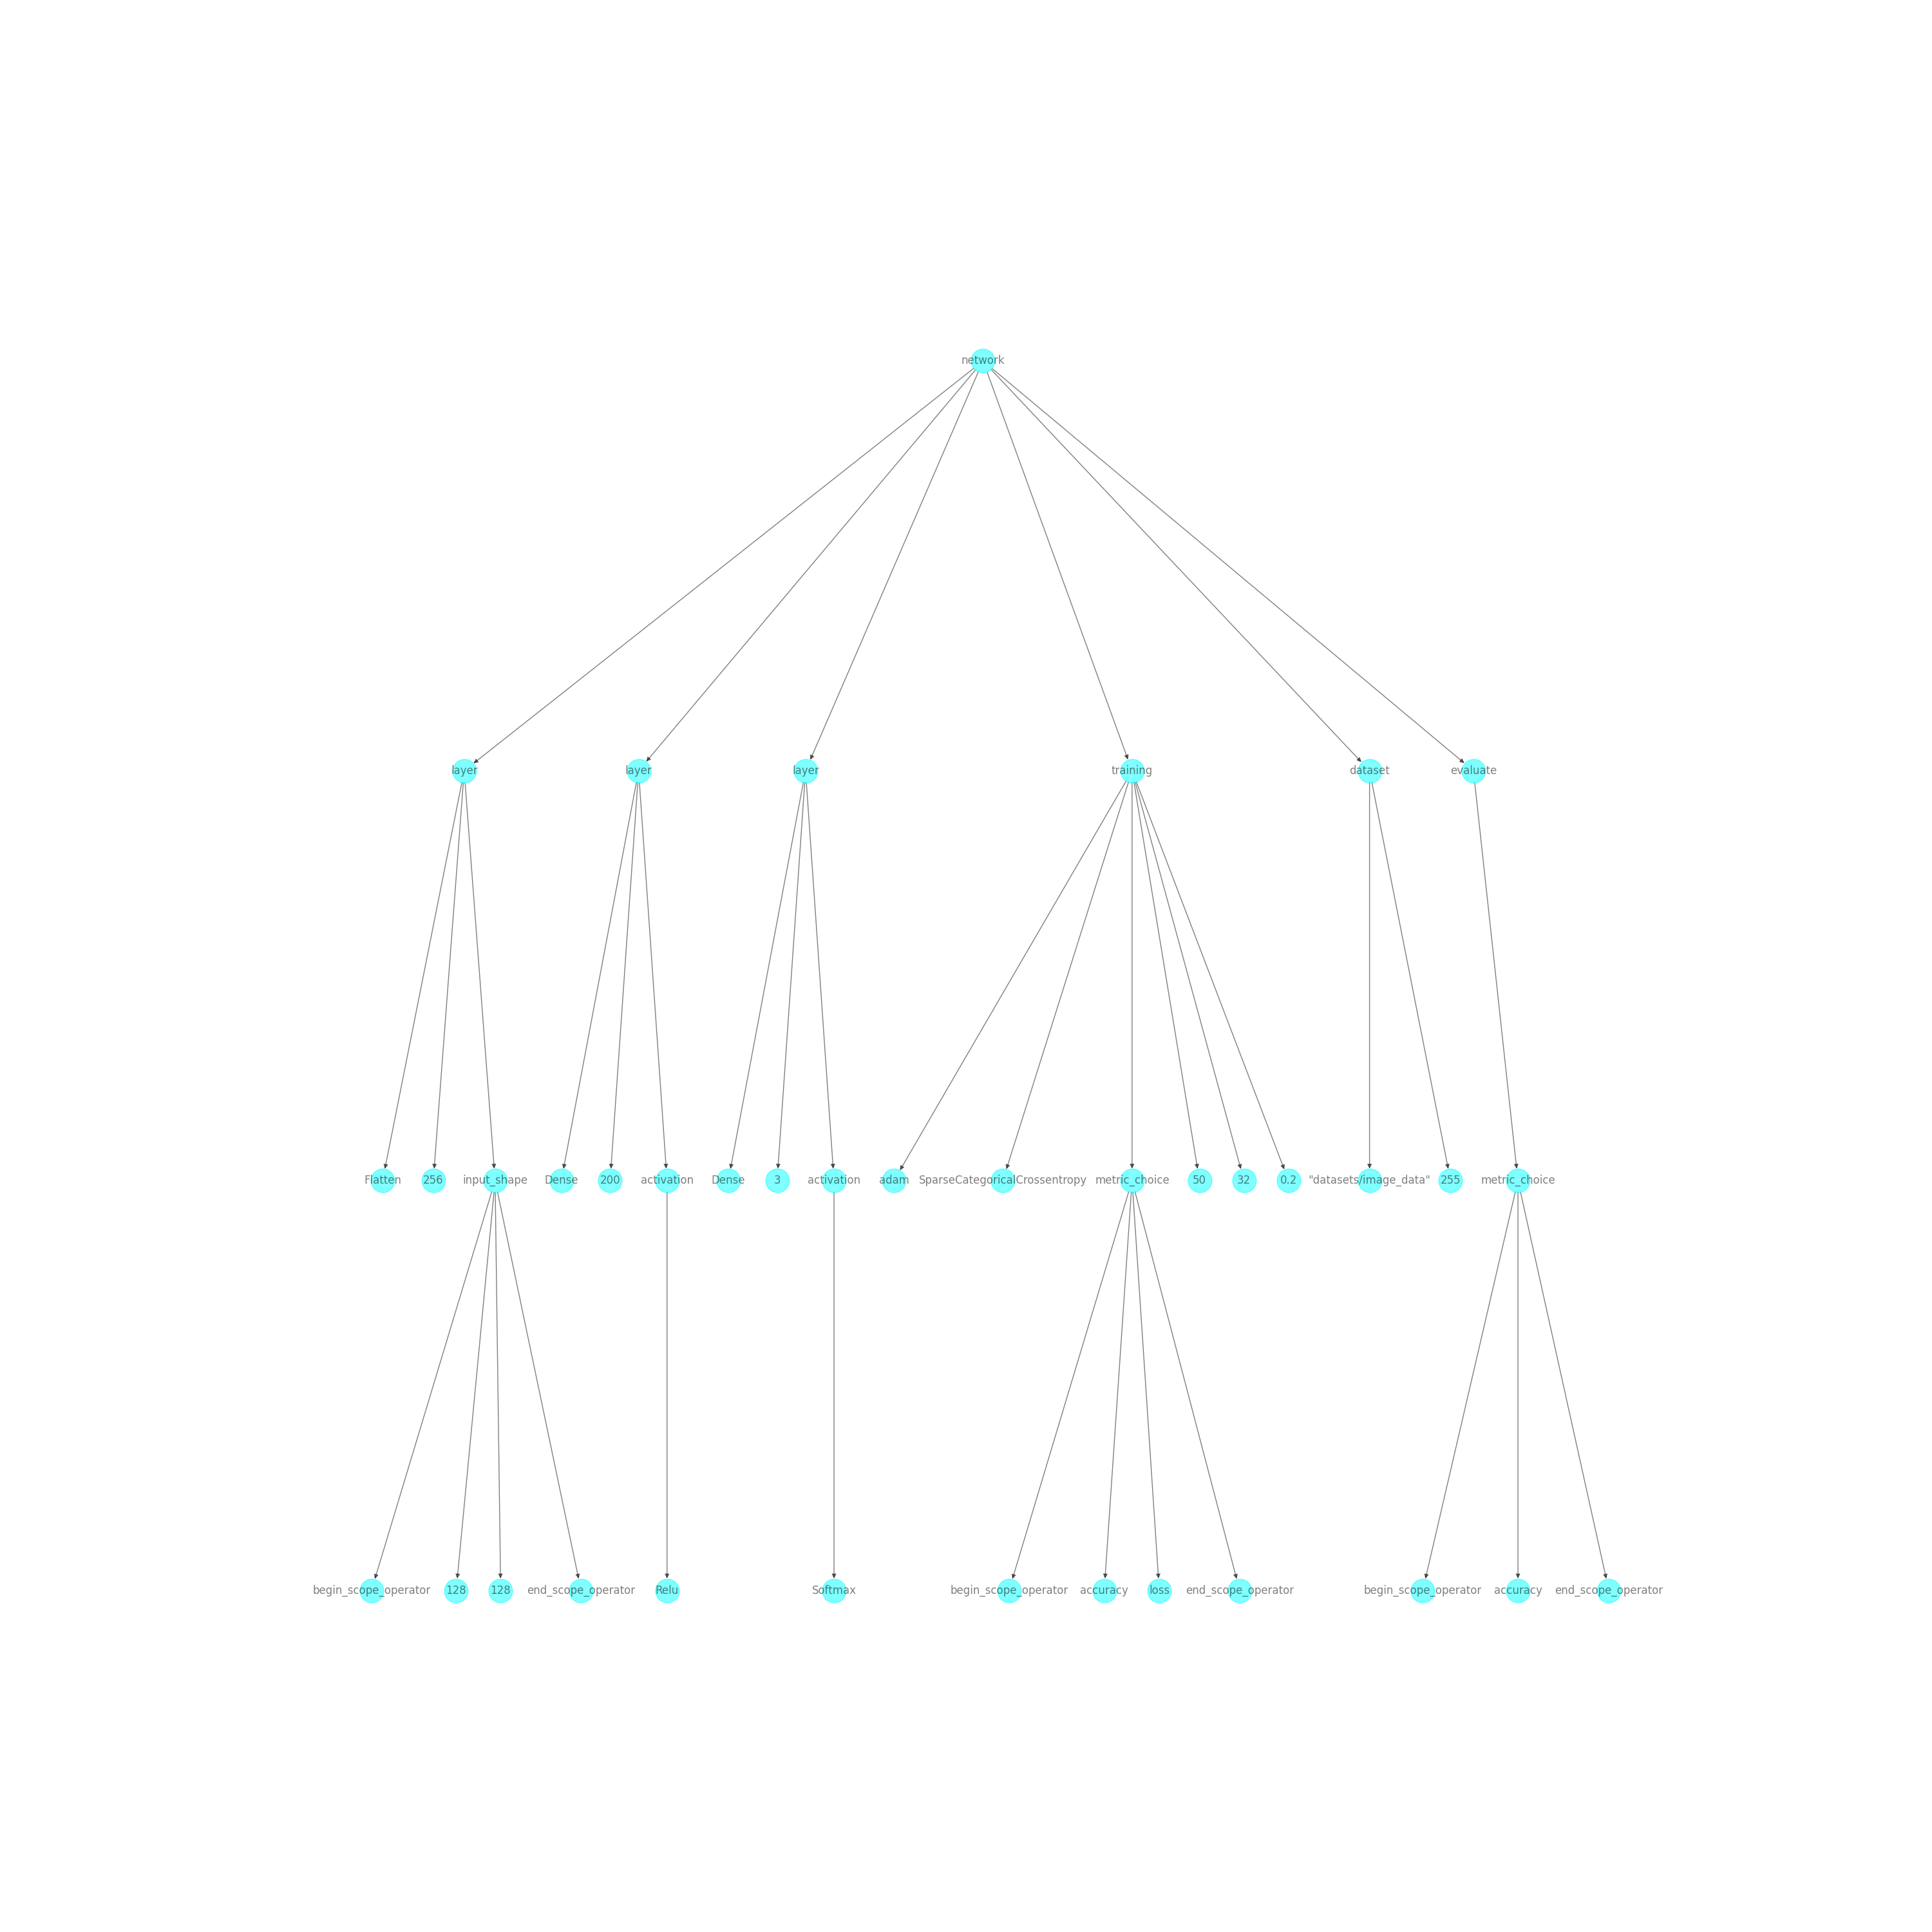 network
layer layer layer training dataset evaluate
Flatten 256 input_shape Dense 200 activation Dense 3 activation adam SparseCategoricalCrossentropy metric_choice 50 32 0.2 "datasets/image_data" 255 metric_choice
begin_scope_operator 128 128 end_scope_operator Relu Softmax begin_scope_operator accuracy loss end_scope_operator begin_scope_operator accuracy end_scope_operator